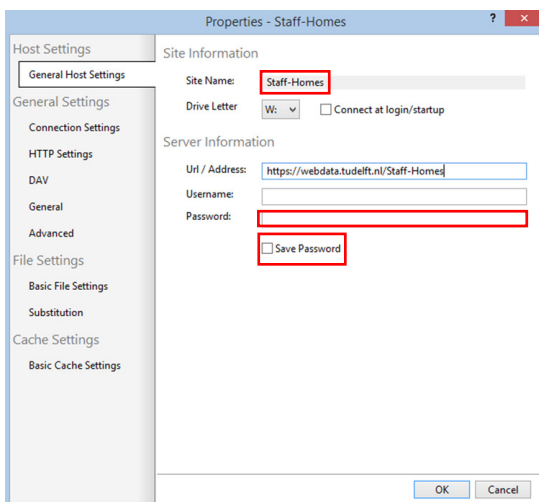 Properties - Staff-Homes
?
×
Host Settings
General Host Settings
General Settings
Connection Settings
HTTP Settings
DAV
General
Advanced
File Settings
Basic File Settings
Substitution
Cache Settings
Basic Cache Settings
Site Information
Site Name: Staff-Homes
Drive Letter W: Connect at login/startup
Server Information
Url / Address: https://webdata.tudelft.nl/Staff-Homes
Username:
Password:
Save Password
OK Cancel